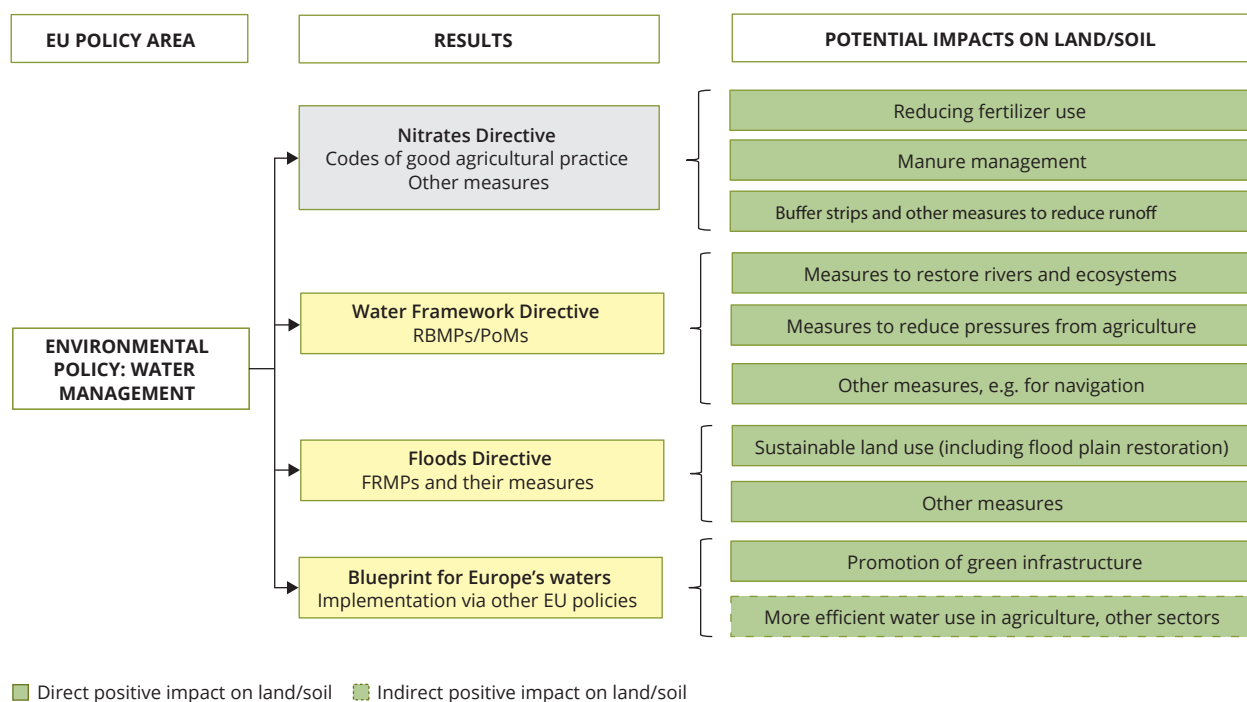 EU POLICY AREA
RESULTS
POTENTIAL IMPACTS ON LAND/SOIL
ENVIRONMENTAL
POLICY: WATER
MANAGEMENT
Nitrates Directive
Codes of good agricultural practice
Other measures
Reducing fertilizer use
Manure management
Buffer strips and other measures to reduce runoff
Water Framework Directive
RBMPs/PoMs
Measures to restore rivers and ecosystems
Measures to reduce pressures from agriculture
Other measures, e.g. for navigation
Floods Directive
FRMPs and their measures
Sustainable land use (including flood plain restoration)
Other measures
Blueprint for Europe’s waters
Implementation via other EU policies
Promotion of green infrastructure
More efficient water use in agriculture, other sectors
Direct positive impact on land/soil
Indirect positive impact on land/soil